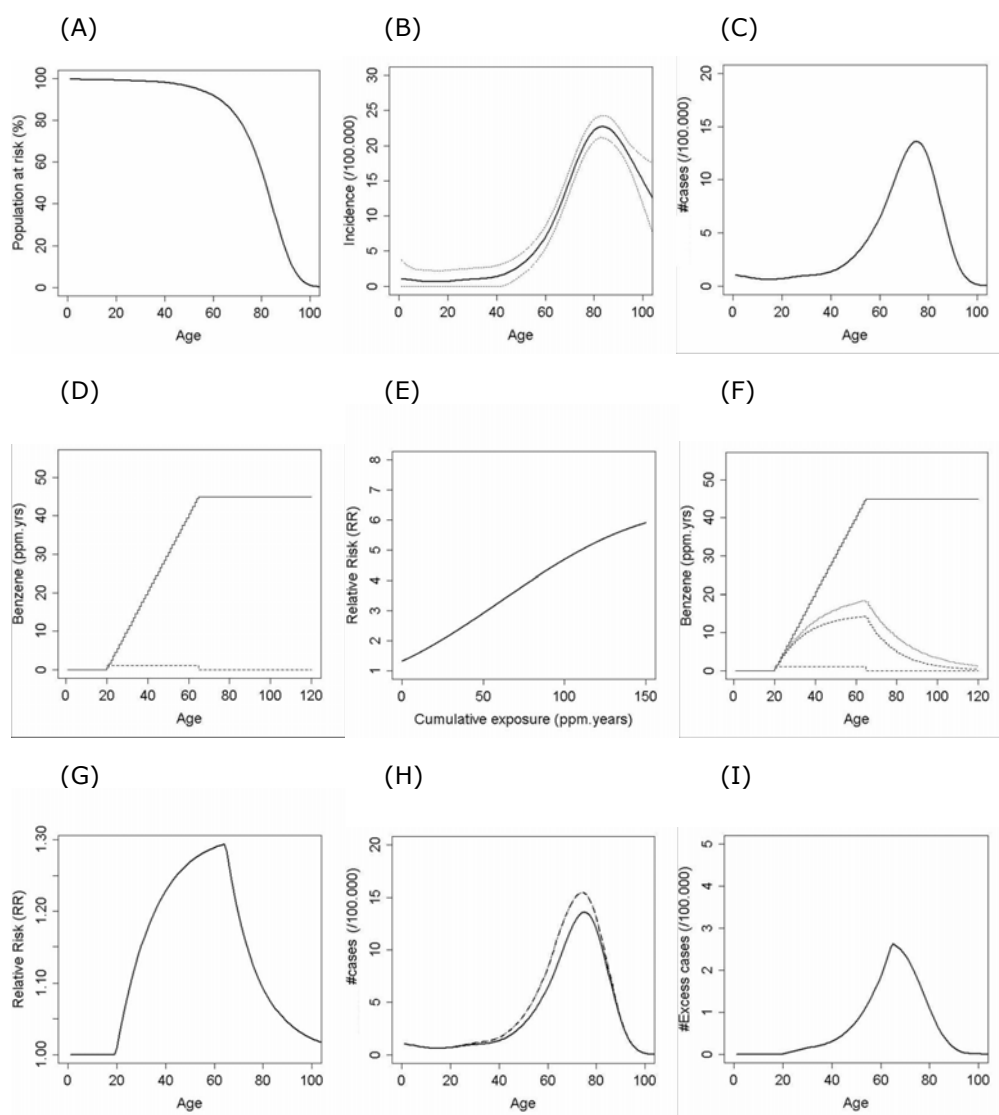 (A)
(B)
(C)
Population at risk (%)
0 20 40 60 80 100
0 20 40 60 80 100
Age
Incidence (/100.000)
0 5 10 15 20 25 30
0 20 40 60 80 100
Age
#cases (/100.000)
0 5 10 15 20
0 20 40 60 80 100
Age
(D)
(E)
(F)
Benzene (ppm.yrs)
0 10 20 30 40 50
0 20 40 60 80 100 120
Age
Relative Risk (RR)
1 2 3 4 5 6 7 8
0 50 100 150
Cumulative exposure (ppm.years)
Benzene (ppm.yrs)
0 10 20 30 40 50
0 20 40 60 80 100 120
Age
(G)
(H)
(I)
Relative Risk (RR)
1.00 1.10 1.20 1.30
0 20 40 60 80 100
Age
#cases (/100.000)
0 5 10 15 20
0 20 40 60 80 100
Age
#Excess cases (/100.000)
0 1 2 3 4 5
0 20 40 60 80 100
Age